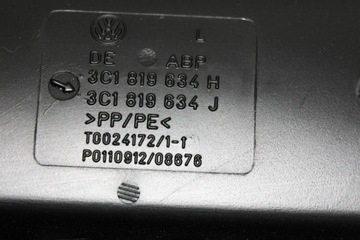 L
DE ABP
3C1 819 634 H
3C1 819 634 J
>PP/PE<
T0024172/1-1
P0110912/08676